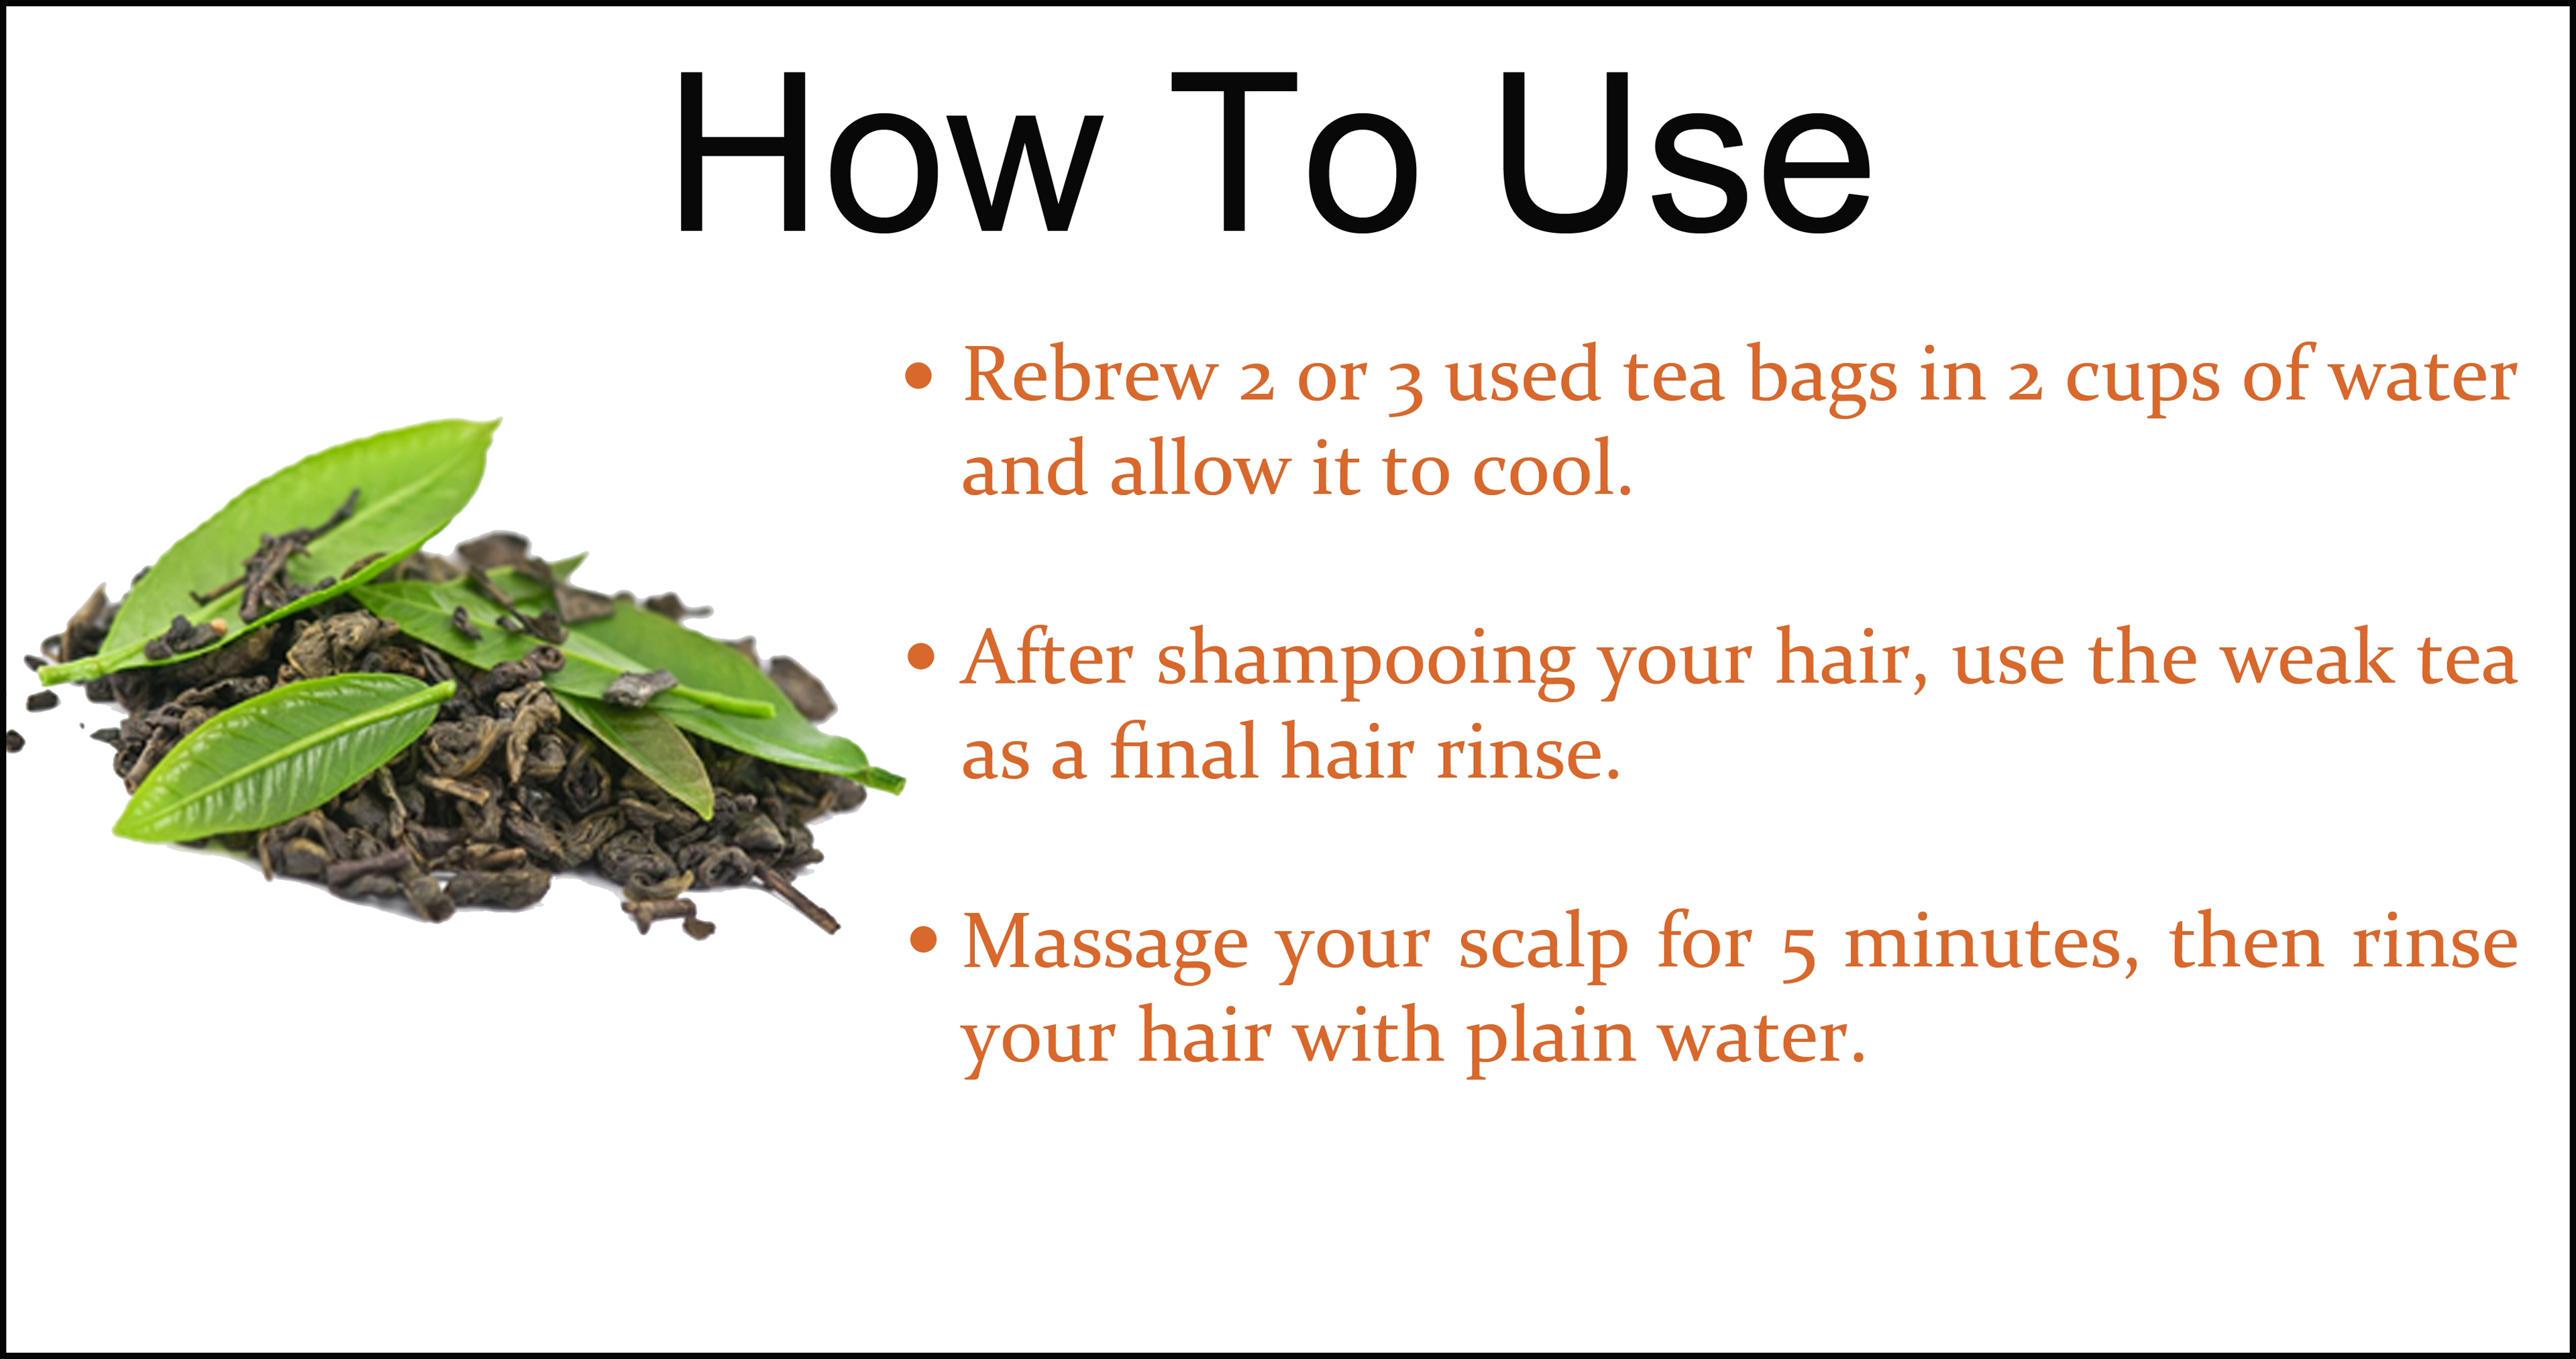 How To Use
• Rebrew 2 or 3 used tea bags in 2 cups of water
and allow it to cool.
• After shampooing your hair, use the weak tea
as a final hair rinse.
• Massage your scalp for 5 minutes, then rinse
your hair with plain water.